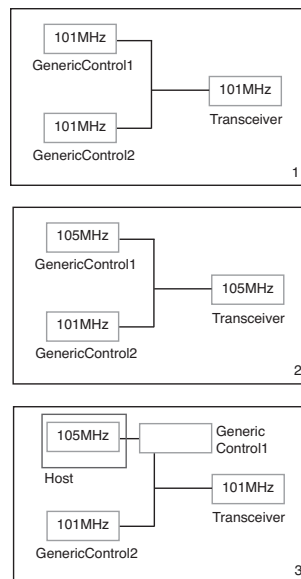 101MHz
GenericControl1
101MHz
Transceiver
101MHz
GenericControl2
1
105MHz
GenericControl1
105MHz
Transceiver
101MHz
GenericControl2
2
105MHz
Generic
Control1
Host
101MHz
Transceiver
101MHz
GenericControl2
3